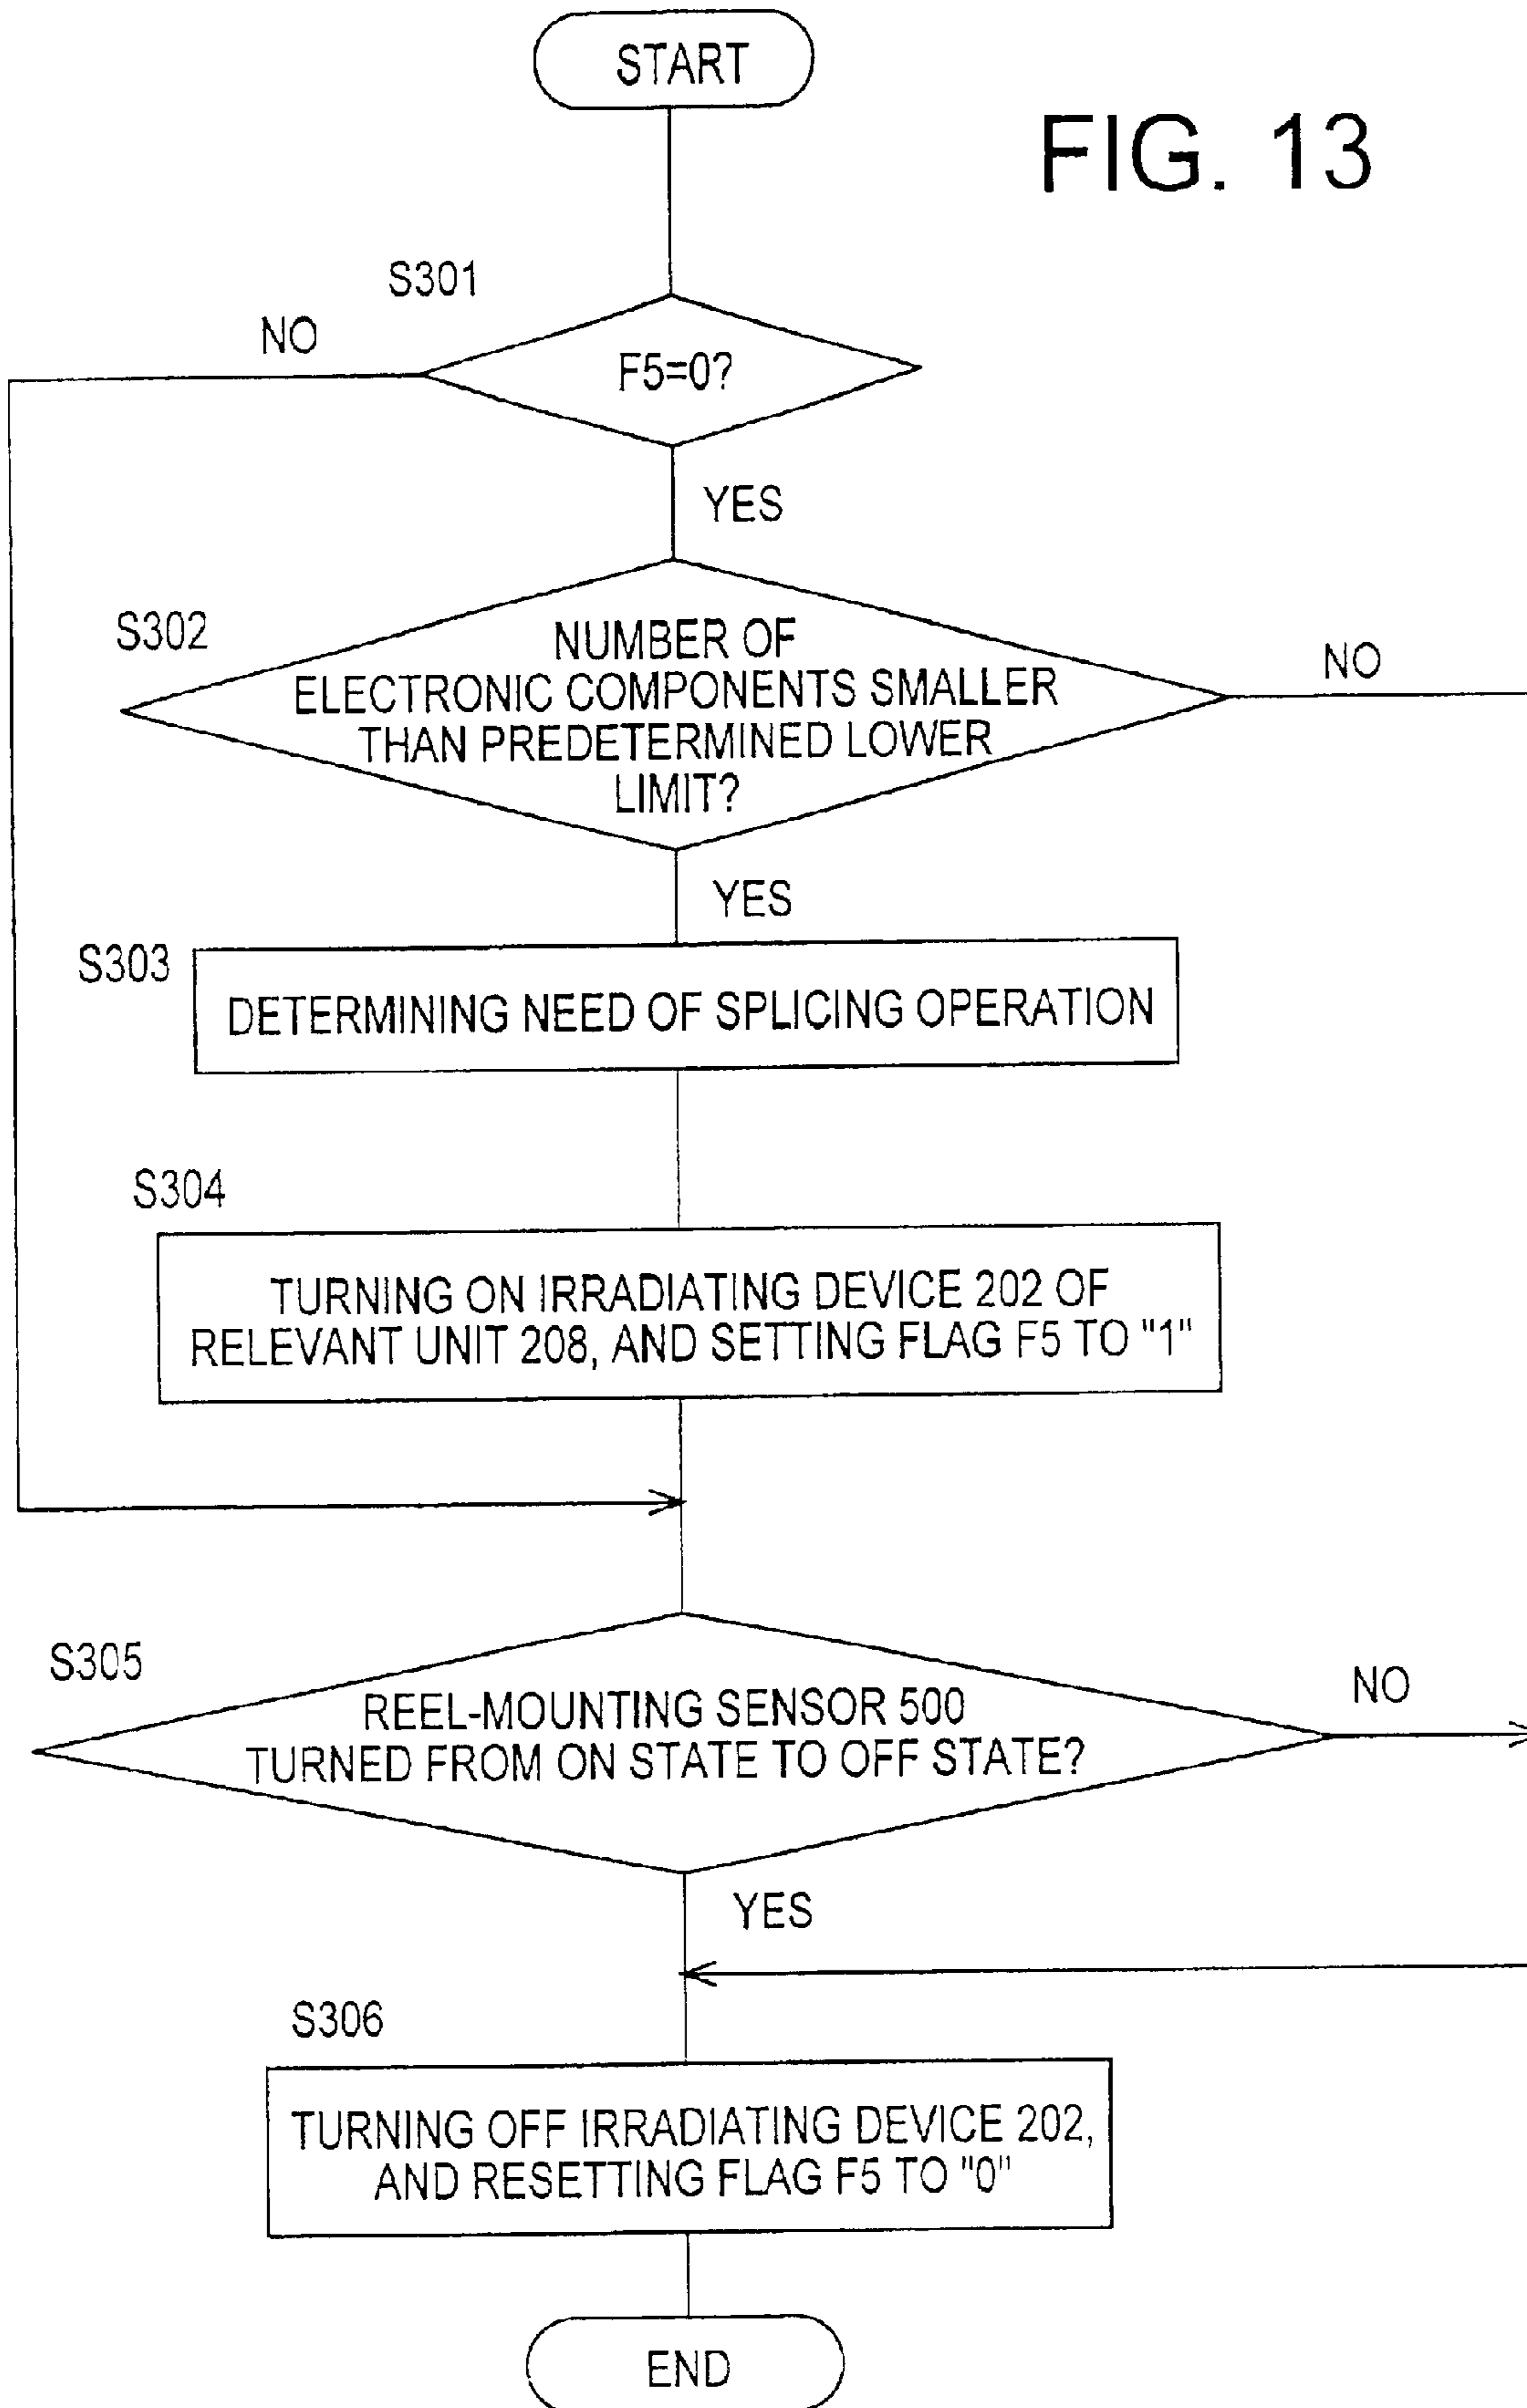 START
FIG. 13
S301
NO
F5=0?
YES
S302
NUMBER OF
ELECTRONIC COMPONENTS SMALLER
THAN PREDETERMINED LOWER
LIMIT?
NO
YES
S303
DETERMINING NEED OF SPLICING OPERATION
S304
TURNING ON IRRADIATING DEVICE 202 OF
RELEVANT UNIT 208, AND SETTING FLAG F5 TO "1"
S305
REEL-MOUNTING SENSOR 500
TURNED FROM ON STATE TO OFF STATE?
NO
YES
S306
TURNING OFF IRRADIATING DEVICE 202,
AND RESETTING FLAG F5 TO "0"
END